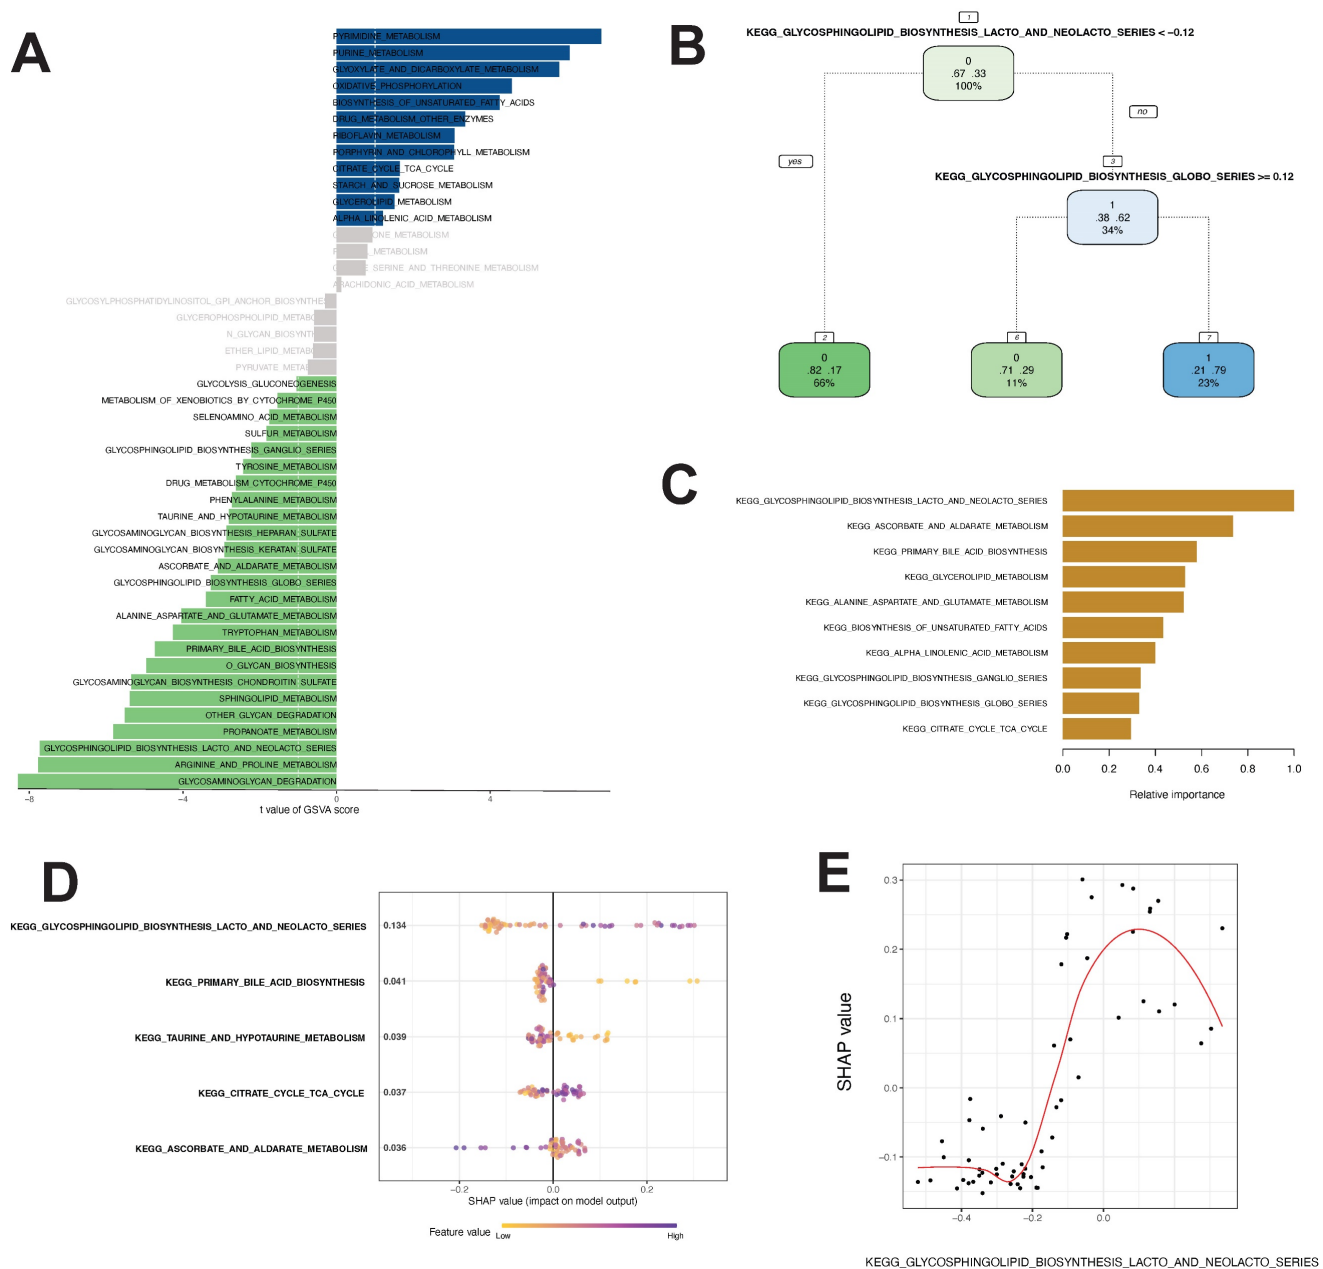 A
PYRIMIDINE_METABOLISM
PURINE_METABOLISM
GLYOXYLATE_AND_DICARBOXYLATE_METABOLISM
OXIDATIVE_PHOSPHORYLATION
BIOSYNTHESIS_OF_UNSATURATED_FATTY_ACIDS
DRUG_METABOLISM_OTHER_ENZYMES
RIBOFLAVIN_METABOLISM
PORPHYRIN_AND_CHLOROPHYLL_METABOLISM
CITRATE_CYCLE_TCA_CYCLE
STARCH_AND_SUCROSE_METABOLISM
GLYCEROLIPID_METABOLISM
ALPHA_LINOLENIC_ACID_METABOLISM
ONE_METABOLISM
_METABOLISM
SERINE_AND_THREONINE_METABOLISM
ARACHIDONIC_ACID_METABOLISM
GLYCOSYLPHOSPHATIDYLINOSITOL_GPI_ANCHOR_BIOSYNTHE
GLYCEROPHOSPHOLIPID_METAB
N_GLYCAN_BIOSYNT
ETHER_LIPID_METAB
PYRUVATE_META
GLYCOLYSIS_GLUCONEOGENESIS
METABOLISM_OF_XENOBIOTICS_BY_CYTOCHROME_P450
SELENOAMINO_ACID_METABOLISM
SULFUR_METABOLISM
GLYCOSPHINGOLIPID_BIOSYNTHESIS_GANGLIO_SERIES
TYROSINE_METABOLISM
DRUG_METABOLISM_CYTOCHROME_P450
PHENYLALANINE_METABOLISM
TAURINE_AND_HYPOTAURINE_METABOLISM
GLYCOSAMINOGLYCAN_BIOSYNTHESIS_HEPARAN_SULFATE
GLYCOSAMINOGLYCAN_BIOSYNTHESIS_KERATAN_SULFATE
ASCORBATE_AND_ALDARATE_METABOLISM
GLYCOSPHINGOLIPID_BIOSYNTHESIS_GLOBO_SERIES
FATTY_ACID_METABOLISM
ALANINE_ASPARTATE_AND_GLUTAMATE_METABOLISM
TRYPTOPHAN_METABOLISM
PRIMARY_BILE_ACID_BIOSYNTHESIS
O_GLYCAN_BIOSYNTHESIS
GLYCOSAMINOGLYCAN_BIOSYNTHESIS_CHONDROITIN_SULFATE
SPHINGOLIPID_METABOLISM
OTHER_GLYCAN_DEGRADATION
PROPANOATE_METABOLISM
GLYCOSPHINGOLIPID_BIOSYNTHESIS_LACTO_AND_NEOLACTO_SERIES
ARGININE_AND_PROLINE_METABOLISM
GLYCOSAMINOGLYCAN_DEGRADATION
−8 −4 0 4
t value of GSVA score
B
1
KEGG_GLYCOSPHINGOLIPID_BIOSYNTHESIS_LACTO_AND_NEOLACTO_SERIES < −0.12
0
.67 .33
100%
no
yes
3
KEGG_GLYCOSPHINGOLIPID_BIOSYNTHESIS_GLOBO_SERIES >= 0.12
1
.38 .62
34%
2
0
.82 .17
66%
6
0
.71 .29
11%
7
1
.21 .79
23%
C
KEGG_GLYCOSPHINGOLIPID_BIOSYNTHESIS_LACTO_AND_NEOLACTO_SERIES
KEGG_ASCORBATE_AND_ALDARATE_METABOLISM
KEGG_PRIMARY_BILE_ACID_BIOSYNTHESIS
KEGG_GLYCEROLIPID_METABOLISM
KEGG_ALANINE_ASPARTATE_AND_GLUTAMATE_METABOLISM
KEGG_BIOSYNTHESIS_OF_UNSATURATED_FATTY_ACIDS
KEGG_ALPHA_LINOLENIC_ACID_METABOLISM
KEGG_GLYCOSPHINGOLIPID_BIOSYNTHESIS_GANGLIO_SERIES
KEGG_GLYCOSPHINGOLIPID_BIOSYNTHESIS_GLOBO_SERIES
KEGG_CITRATE_CYCLE_TCA_CYCLE
0.0 0.2 0.4 0.6 0.8 1.0
Relative importance
D
KEGG_GLYCOSPHINGOLIPID_BIOSYNTHESIS_LACTO_AND_NEOLACTO_SERIES 0.134
KEGG_PRIMARY_BILE_ACID_BIOSYNTHESIS 0.041
KEGG_TAURINE_AND_HYPOTAURINE_METABOLISM 0.039
KEGG_CITRATE_CYCLE_TCA_CYCLE 0.037
KEGG_ASCORBATE_AND_ALDARATE_METABOLISM 0.036
−0.2 0.0 0.2
SHAP value (impact on model output)
Feature value Low High
E
SHAP value
0.3
0.2
0.1
0.0
−0.1
−0.4 −0.2 0.0
KEGG_GLYCOSPHINGOLIPID_BIOSYNTHESIS_LACTO_AND_NEOLACTO_SERIES